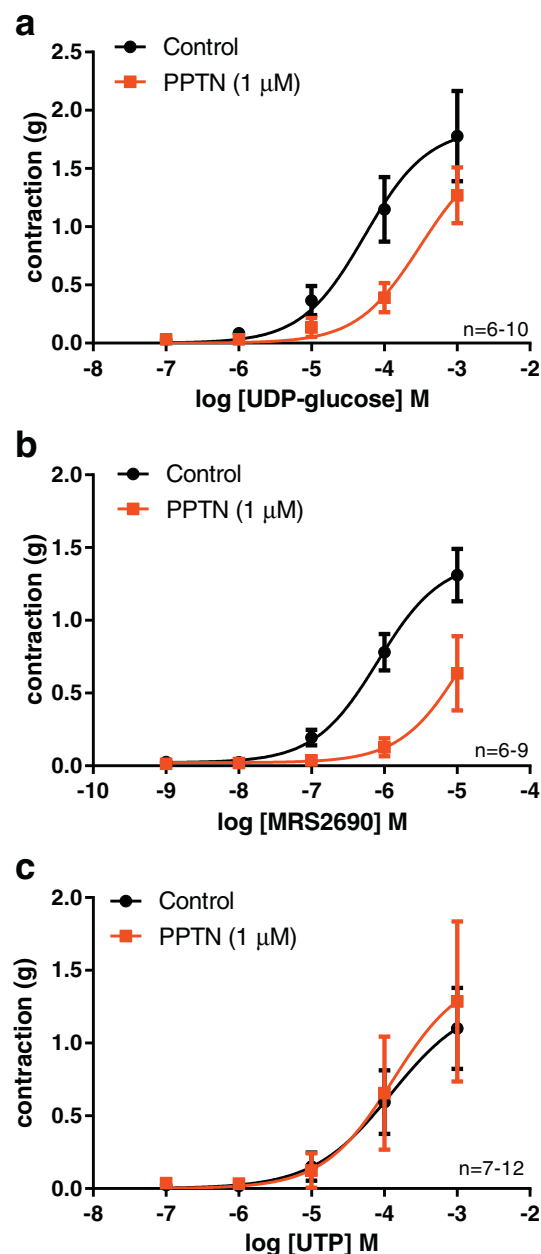 a
Control
PPTN (1 μM)
2.5
2.0
1.5
1.0
0.5
0.0
contraction (g)
n=6-10
-8 -7 -6 -5 -4 -3 -2
log [UDP-glucose] M
b
Control
PPTN (1 μM)
2.0
1.5
1.0
0.5
0.0
contraction (g)
n=6-9
-10 -9 -8 -7 -6 -5 -4
log [MRS2690] M
c
Control
PPTN (1 μM)
2.0
1.5
1.0
0.5
0.0
contraction (g)
n=7-12
-8 -7 -6 -5 -4 -3 -2
log [UTP] M